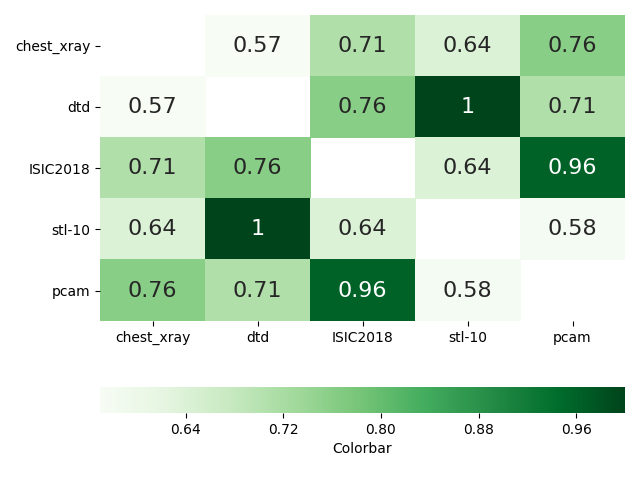 chest_xray 0.57 0.71 0.64 0.76
dtd 0.57 0.76 1 0.71
ISIC2018 0.71 0.76 0.64 0.96
stl-10 0.64 1 0.64 0.58
pcam 0.76 0.71 0.96 0.58
chest_xray dtd ISIC2018 stl-10 pcam
0.64 0.72 0.80 0.88 0.96
Colorbar